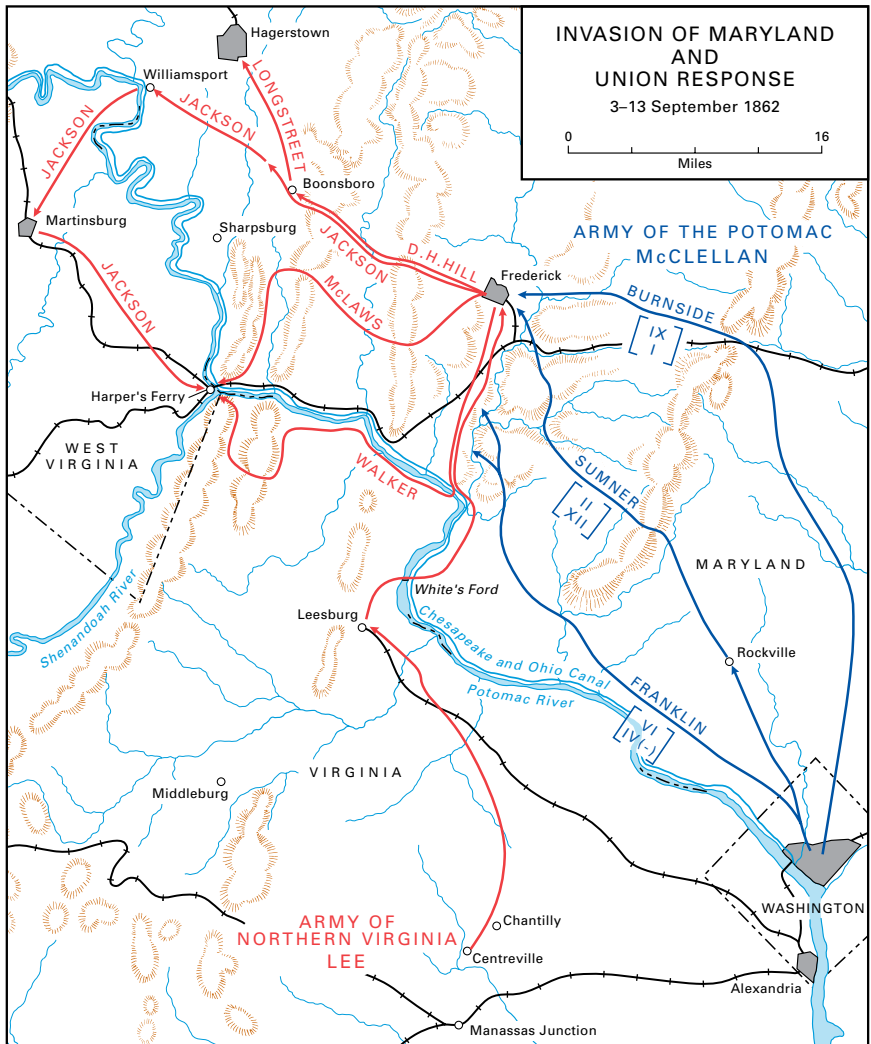 INVASION OF MARYLAND
AND
UNION RESPONSE
3–13 September 1862
0
16
Miles
Hagerstown
Williamsport
LONGSTREET
JACKSON
JACKSON
Boonsboro
Martinsburg
Sharpsburg
JACKSON
D.H.HILL
ARMY OF THE POTOMAC
McCLELLAN
Frederick
JACKSON
McLAWS
BURNSIDE
IX
I
Harper's Ferry
WEST
VIRGINIA
WALKER
SUMNER
II
XII
MARYLAND
White's Ford
Leesburg
Shenandoah River
Chesapeake and Ohio Canal
Potomac River
Rockville
FRANKLIN
VI
IV(-)
VIRGINIA
Middleburg
ARMY OF
NORTHERN VIRGINIA
LEE
Chantilly
Centreville
WASHINGTON
Alexandria
Manassas Junction